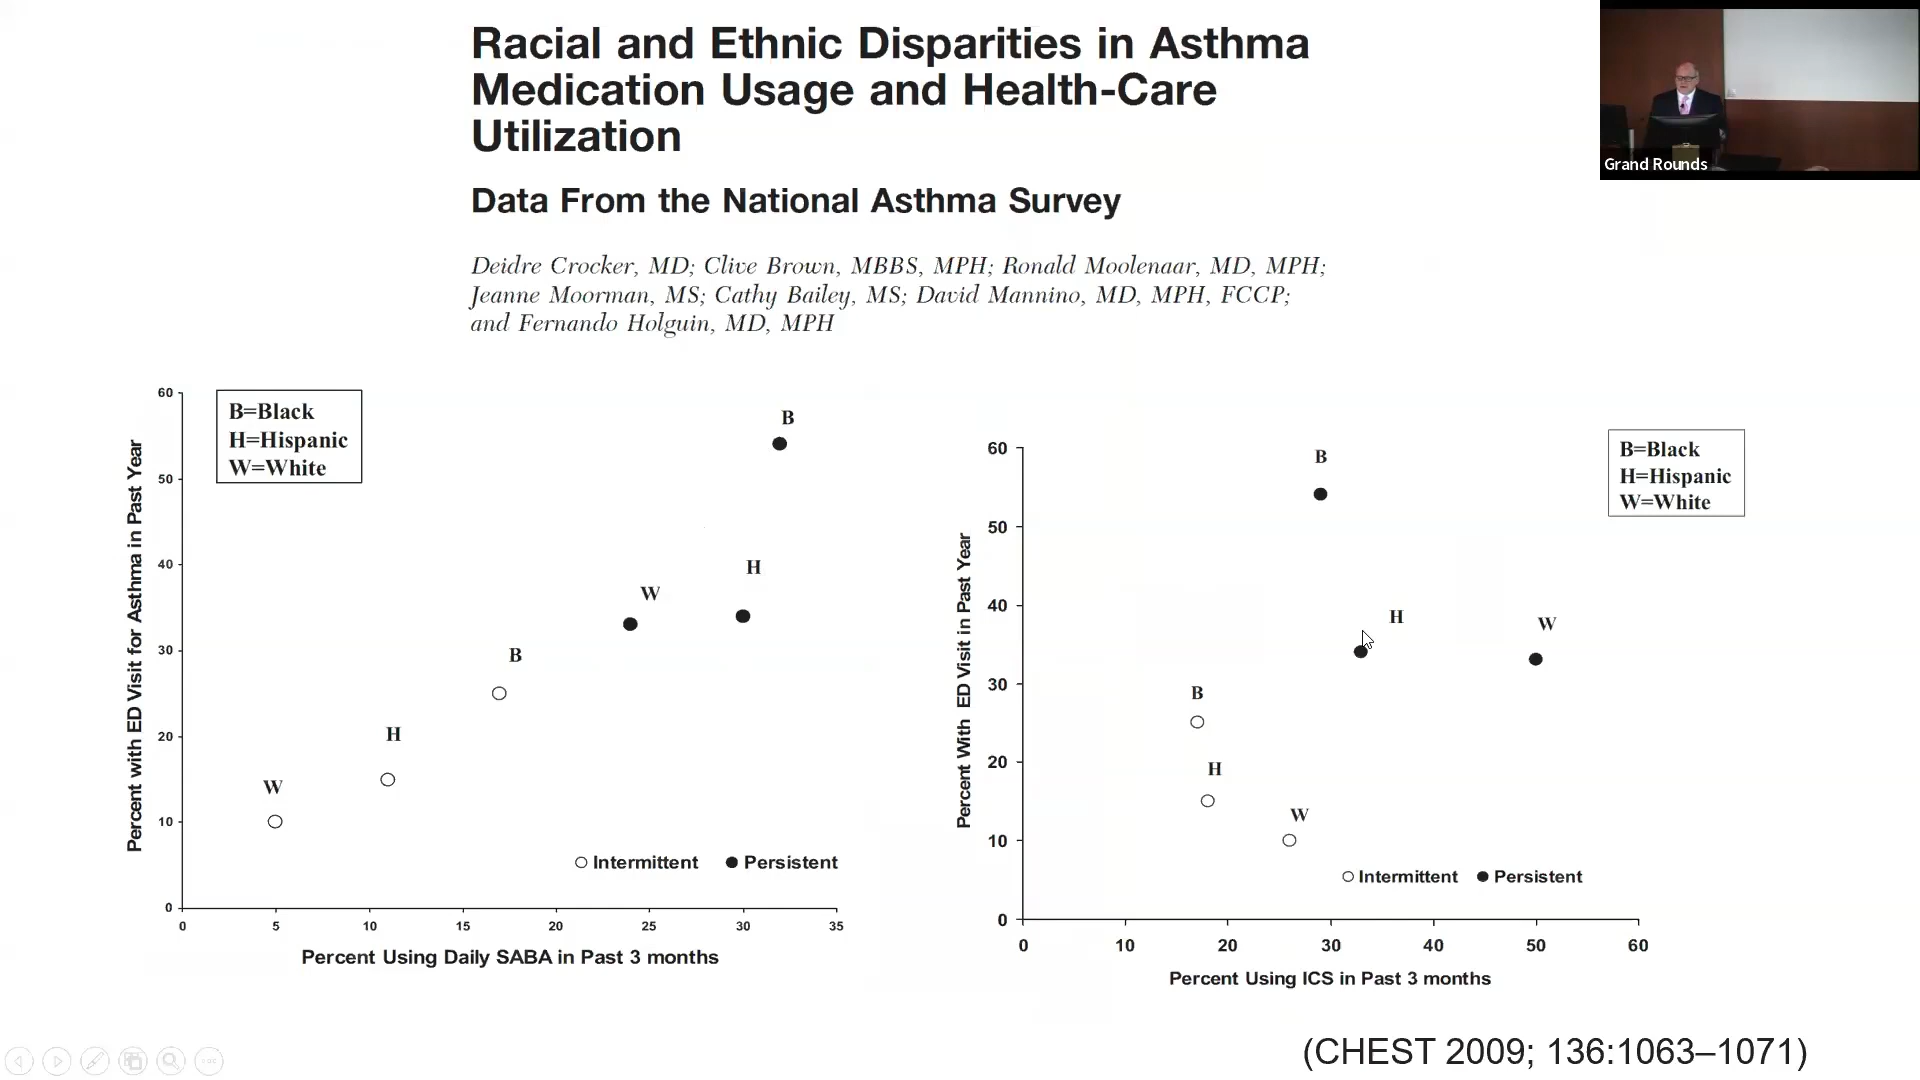 Racial and Ethnic Disparities in Asthma
Medication Usage and Health-Care
Utilization
Data From the National Asthma Survey
Deidre Crocker, MD; Clive Brown, MBBS, MPH; Ronald Moolenaar, MD, MPH;
Jeanne Moorman, MS; Cathy Bailey, MS; David Mannino, MD, MPH, FCCP;
and Fernando Holguin, MD, MPH
Grand Rounds
B=Black
H=Hispanic
W=White
Percent with ED Visit for Asthma in Past Year
60
50
40
30
20
10
0
B
H
W
B
H
W
Intermittent Persistent
0 5 10 15 20 25 30 35
Percent Using Daily SABA in Past 3 months
B=Black
H=Hispanic
W=White
Percent With ED Visit in Past Year
60
50
40
30
20
10
0
B
H
W
B
H
W
Intermittent Persistent
0 10 20 30 40 50 60
Percent Using ICS in Past 3 months
(CHEST 2009; 136:1063–1071)